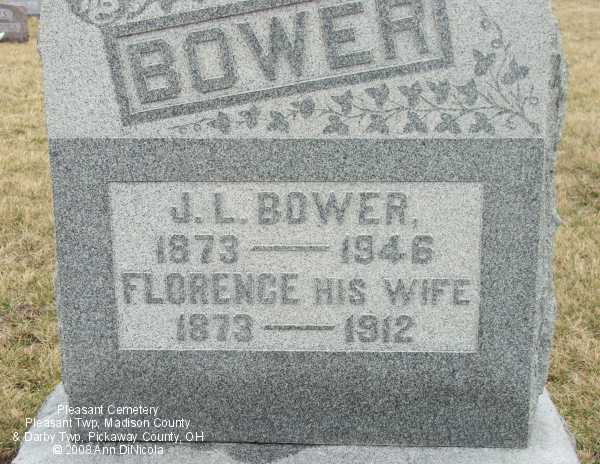 BOWER
J. L. BOWER,
1873 — 1946
FLORENCE HIS WIFE
1873 — 1912
Pleasant Cemetery
Pleasant Twp, Madison County
& Darby Twp, Pickaway County, OH
© 2008 Ann DiNicola